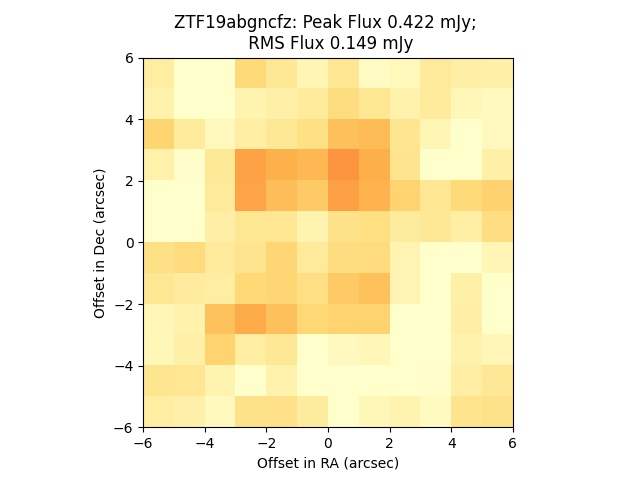 ZTF19abgncfz: Peak Flux 0.422 mJy;
RMS Flux 0.149 mJy
6
4
2
0
−2
−4
−6
Offset in Dec (arcsec)
−6 −4 −2 0 2 4 6
Offset in RA (arcsec)